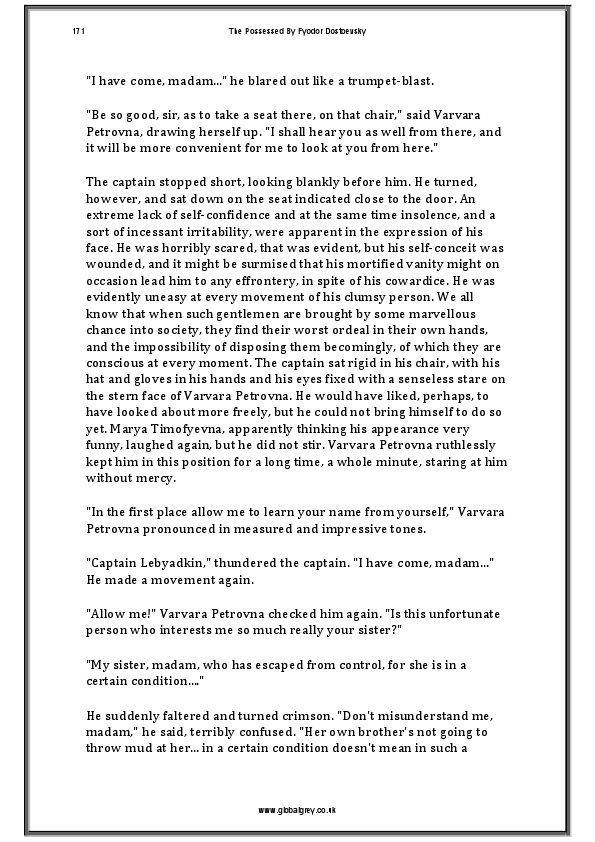 171
The Possessed By Fyodor Dostoevsky
"I have come, madam..." he blared out like a trumpet-blast.
"Be so good, sir, as to take a seat there, on that chair," said Varvara
Petrovna, drawing herself up. "I shall hear you as well from there, and
it will be more convenient for me to look at you from here."
The captain stopped short, looking blankly before him. He turned,
however, and sat down on the seat indicated close to the door. An
extreme lack of self-confidence and at the same time insolence, and a
sort of incessant irritability, were apparent in the expression of his
face. He was horribly scared, that was evident, but his self-conceit was
wounded, and it might be surmised that his mortified vanity might on
occasion lead him to any effrontery, in spite of his cowardice. He was
evidently uneasy at every movement of his clumsy person. We all
know that when such gentlemen are brought by some marvellous
chance into society, they find their worst ordeal in their own hands,
and the impossibility of disposing them becomingly, of which they are
conscious at every moment. The captain sat rigid in his chair, with his
hat and gloves in his hands and his eyes fixed with a senseless stare on
the stern face of Varvara Petrovna. He would have liked, perhaps, to
have looked about more freely, but he could not bring himself to do so
yet. Marya Timofyevna, apparently thinking his appearance very
funny, laughed again, but he did not stir. Varvara Petrovna ruthlessly
kept him in this position for a long time, a whole minute, staring at him
without mercy.
"In the first place allow me to learn your name from yourself," Varvara
Petrovna pronounced in measured and impressive tones.
"Captain Lebyadkin," thundered the captain. "I have come, madam..."
He made a movement again.
"Allow me!" Varvara Petrovna checked him again. "Is this unfortunate
person who interests me so much really your sister?"
"My sister, madam, who has escaped from control, for she is in a
certain condition...."
He suddenly faltered and turned crimson. "Don't misunderstand me,
madam," he said, terribly confused. "Her own brother's not going to
throw mud at her... in a certain condition doesn't mean in such a
www.globalgrey.co.uk